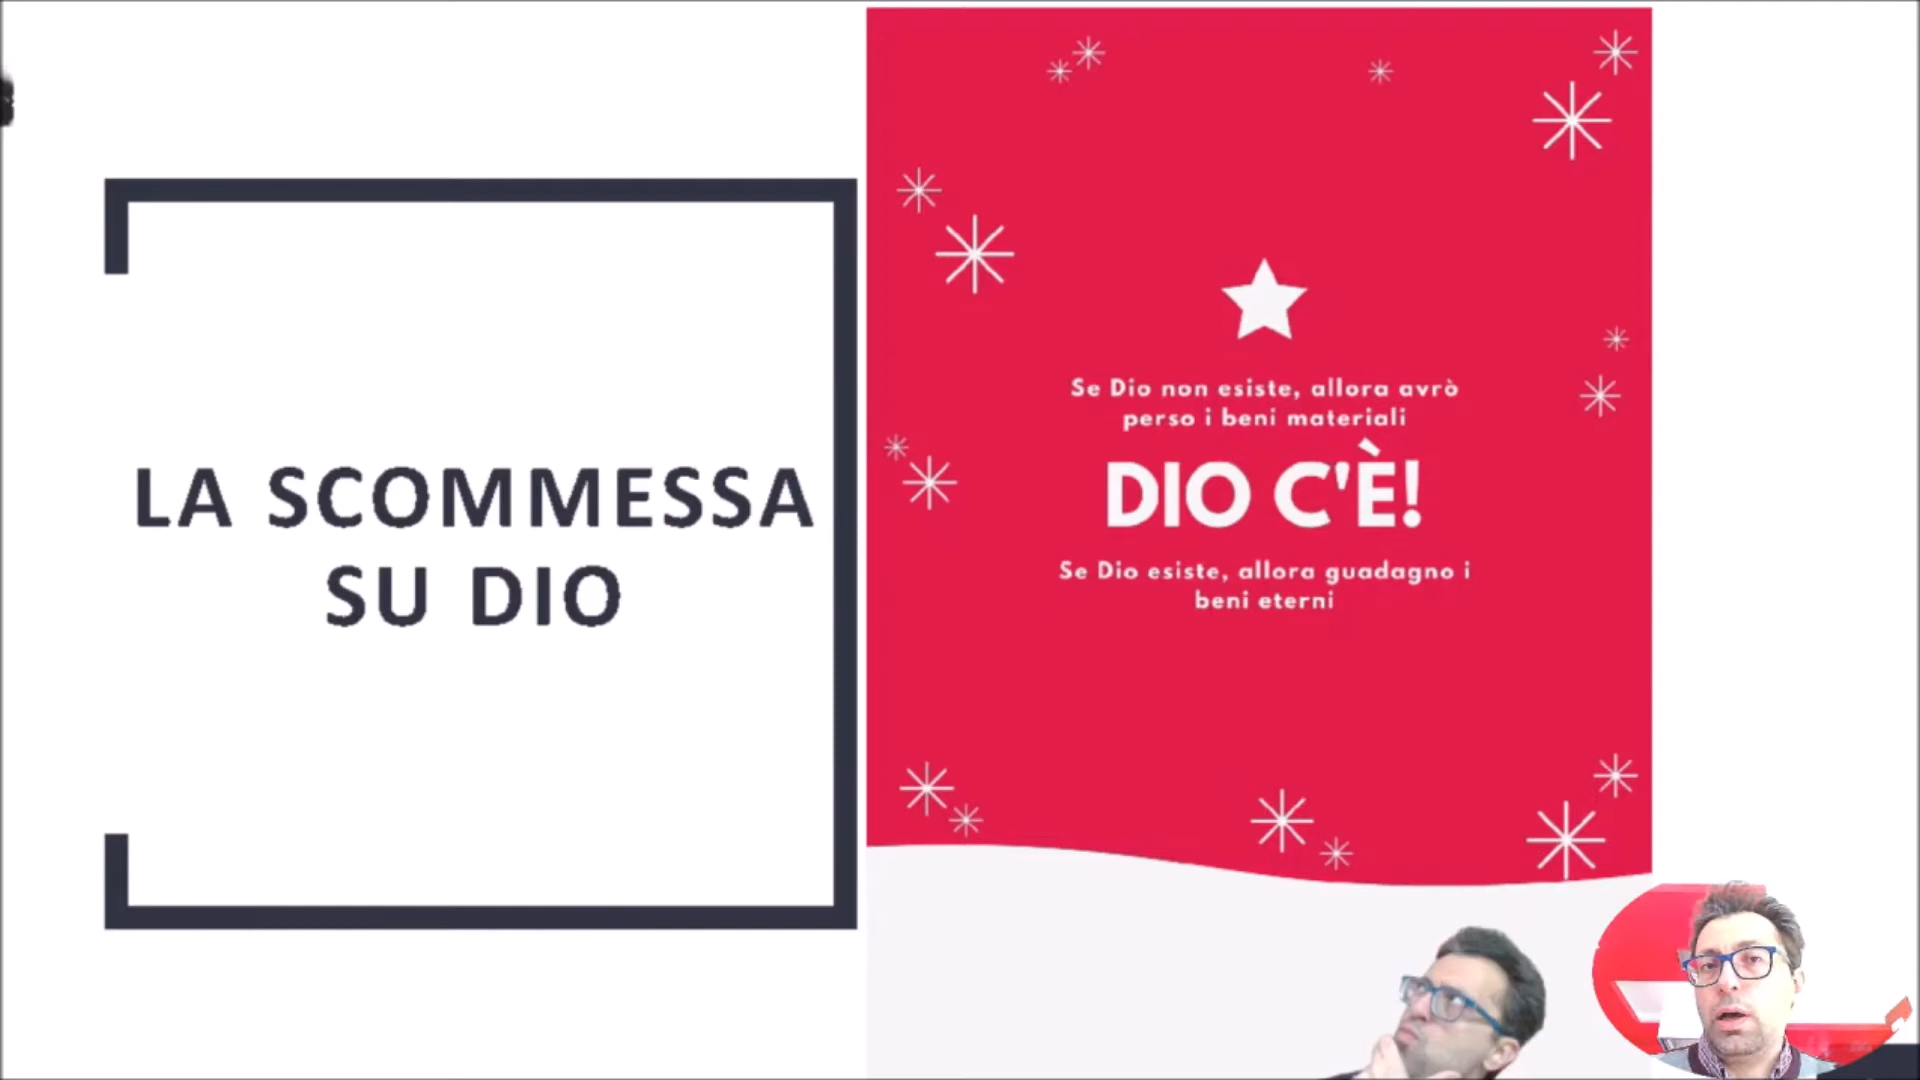 LA SCOMMESSA
SU DIO
Se Dio non esiste, allora avrò
perso i beni materiali
DIO C'È!
Se Dio esiste, allora guadagno i
beni eterni